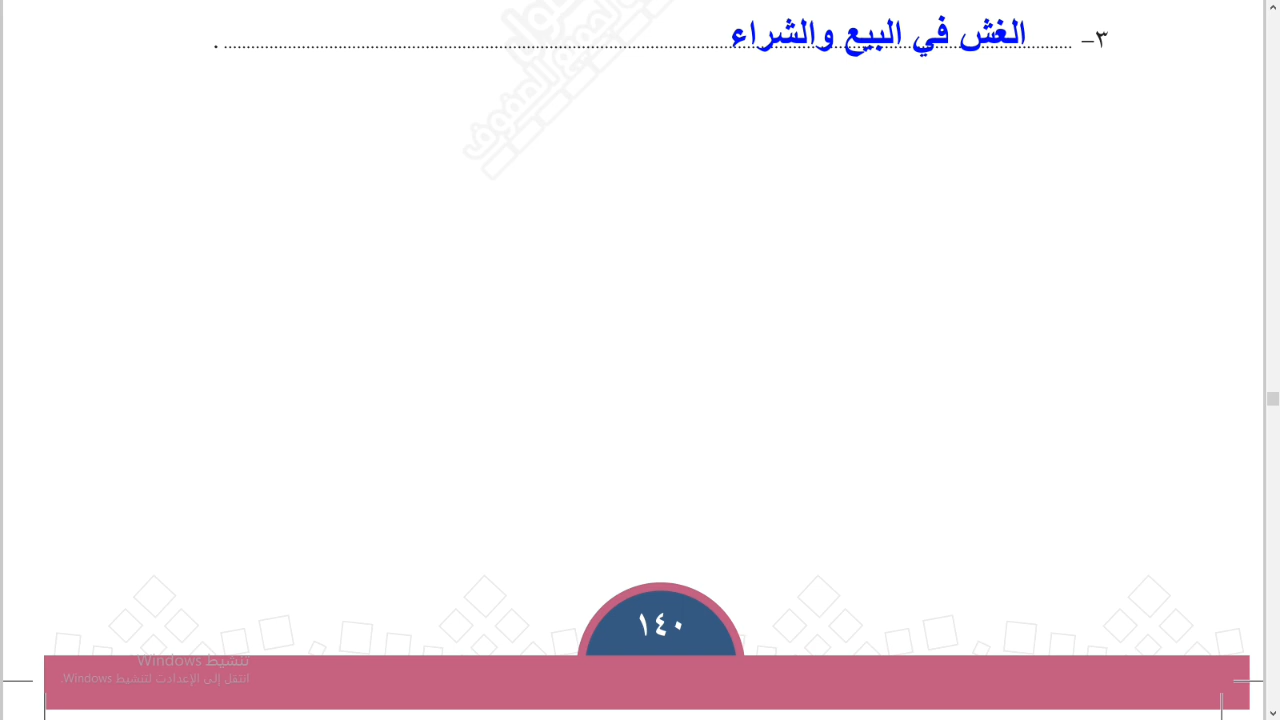 ٣- الغش في البيع والشراء .
١٤٠
تنشيط Windows
انتقل إلى الإعدادات لتنشيط Windows.